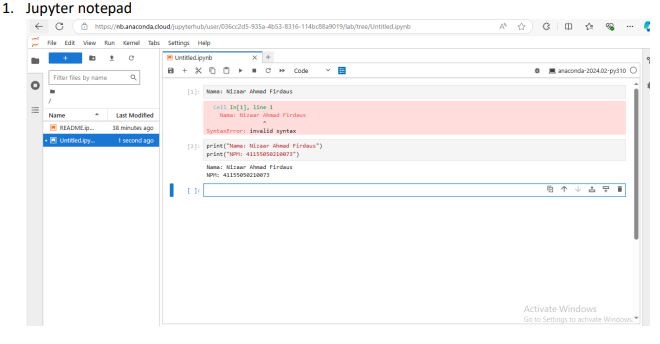 1. Jupyter notepad
https://nb.anaconda.cloud/jupyterhub/user/036cc2d5-935a-4b53-8316-114bc88a9019/lab/tree/Untitled.ipynb
File Edit View Run Kernel Tabs Settings Help
Untitled.ipynb
Code
anaconda-2024.02-py310
Filter files by name
/
Name Last Modified
README.ip... 38 minutes ago
Untitled.ipy... 1 second ago
[1]: Nama: Nizaar Ahmad Firdaus
Cell In[1], line 1
Nama: Nizaar Ahmad Firdaus
^
SyntaxError: invalid syntax
[2]: print("Nama: Nizaar Ahmad Firdaus")
print("NPM: 41155050210073")
Nama: Nizaar Ahmad Firdaus
NPM: 41155050210073
[ ]:
Activate Windows
Go to Settings to activate Windows.